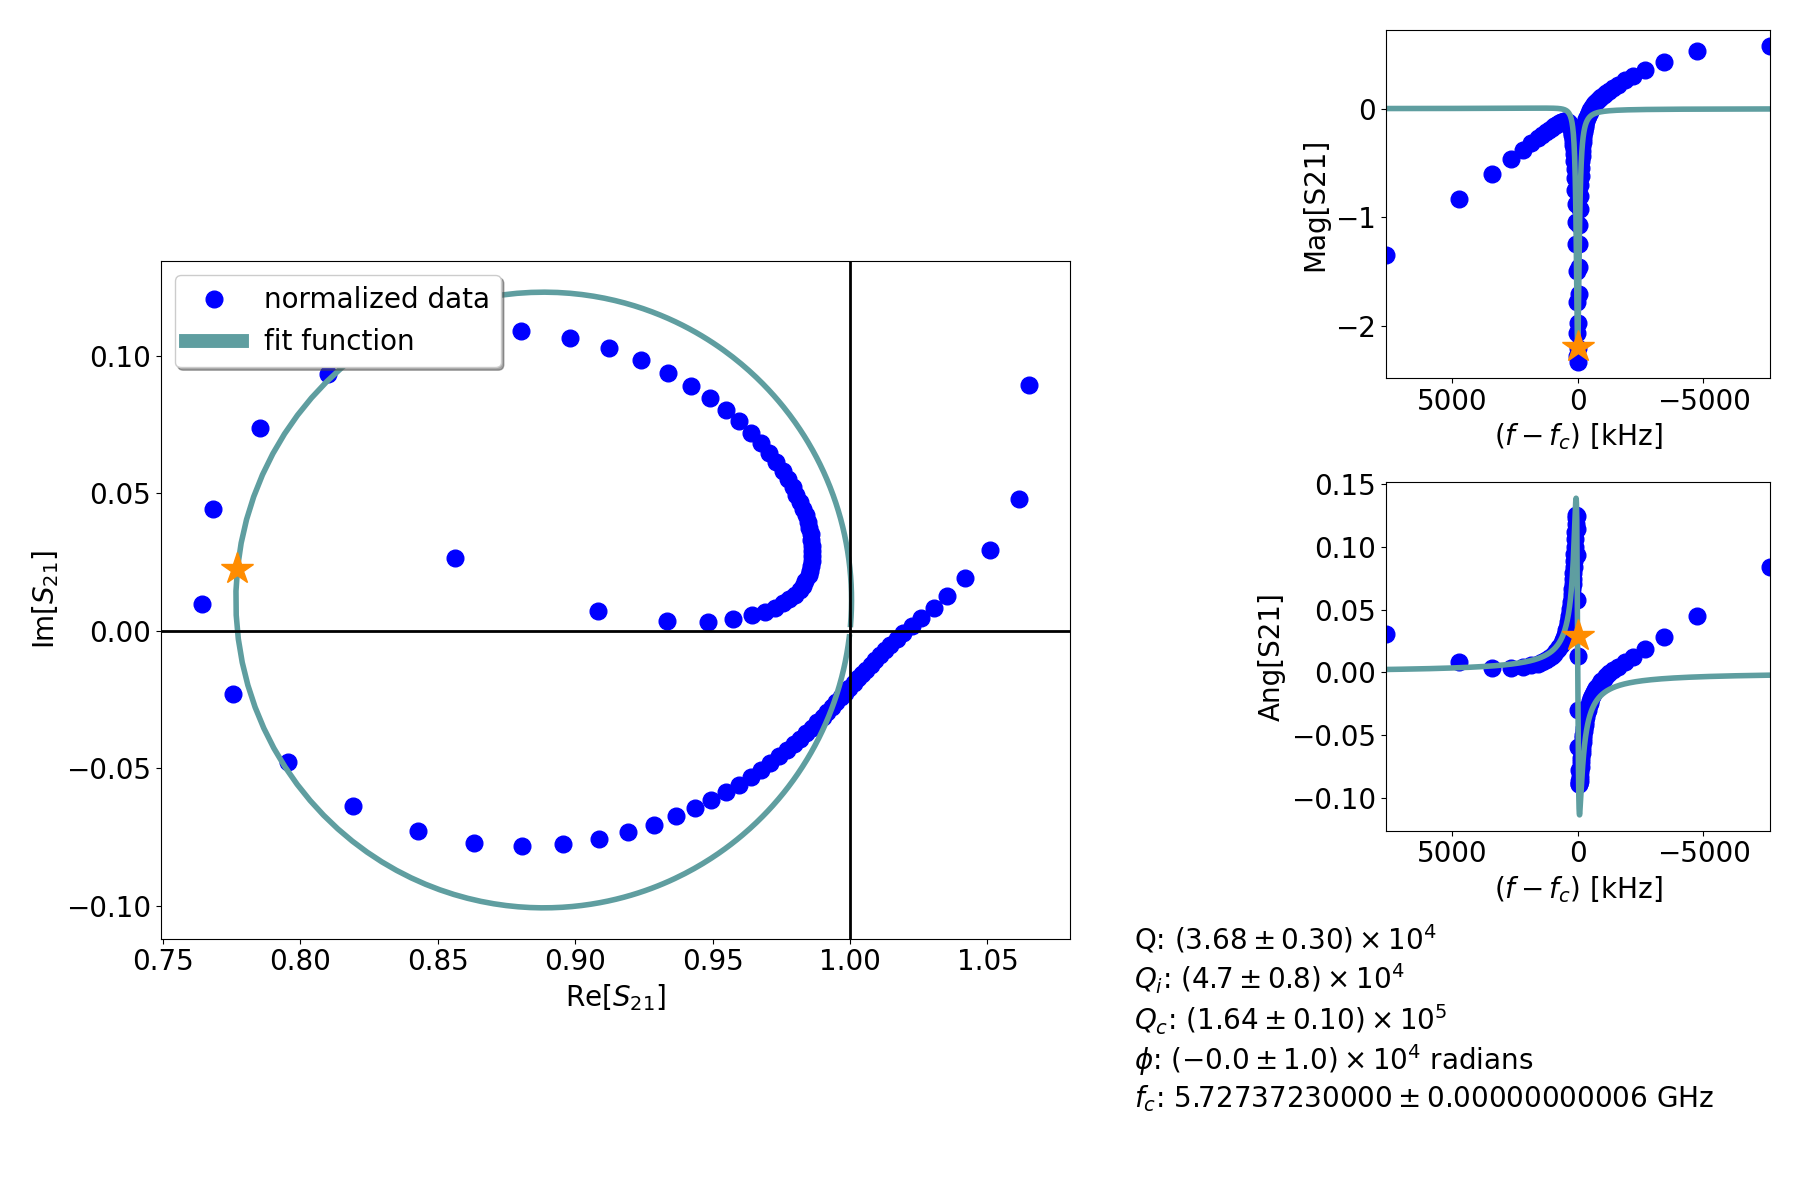 normalized data
fit function
0.10
0.05
0.00
−0.05
−0.10
Im[S21]
0.75 0.80 0.85 0.90 0.95 1.00 1.05
Re[S21]
0
−1
−2
Mag[S21]
5000 0 −5000
(f − fc) [kHz]
0.15
0.10
0.05
0.00
−0.05
−0.10
Ang[S21]
5000 0 −5000
(f − fc) [kHz]
Q: (3.68 ± 0.30) × 10^4
Qi: (4.7 ± 0.8) × 10^4
Qc: (1.64 ± 0.10) × 10^5
ϕ: (−0.0 ± 1.0) × 10^4 radians
fc: 5.72737230000 ± 0.00000000006 GHz